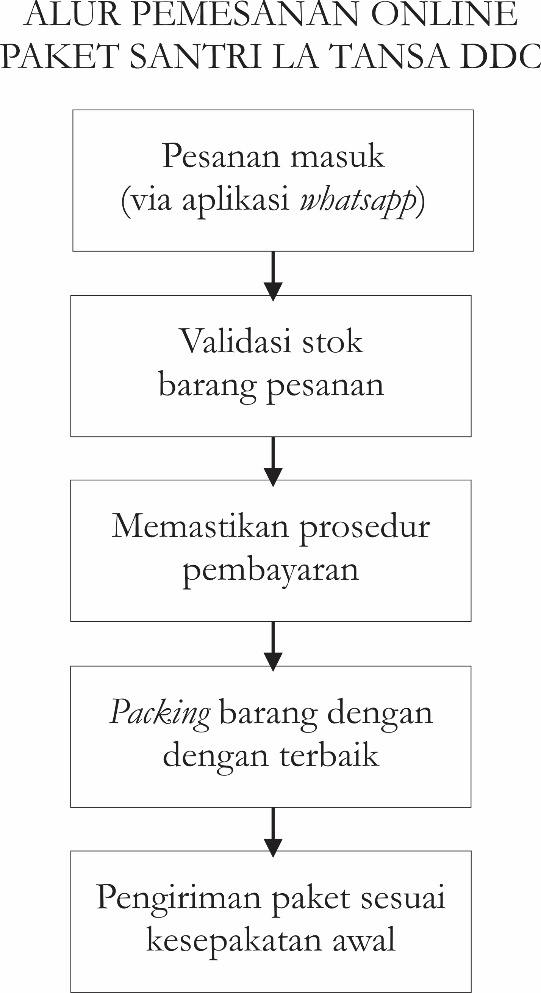 ALUR PEMESANAN ONLINE
PAKET SANTRI LA TANSA DDC
Pesanan masuk
(via aplikasi whatsapp)
Validasi stok
barang pesanan
Memastikan prosedur
pembayaran
Packing barang dengan
dengan terbaik
Pengiriman paket sesuai
kesepakatan awal